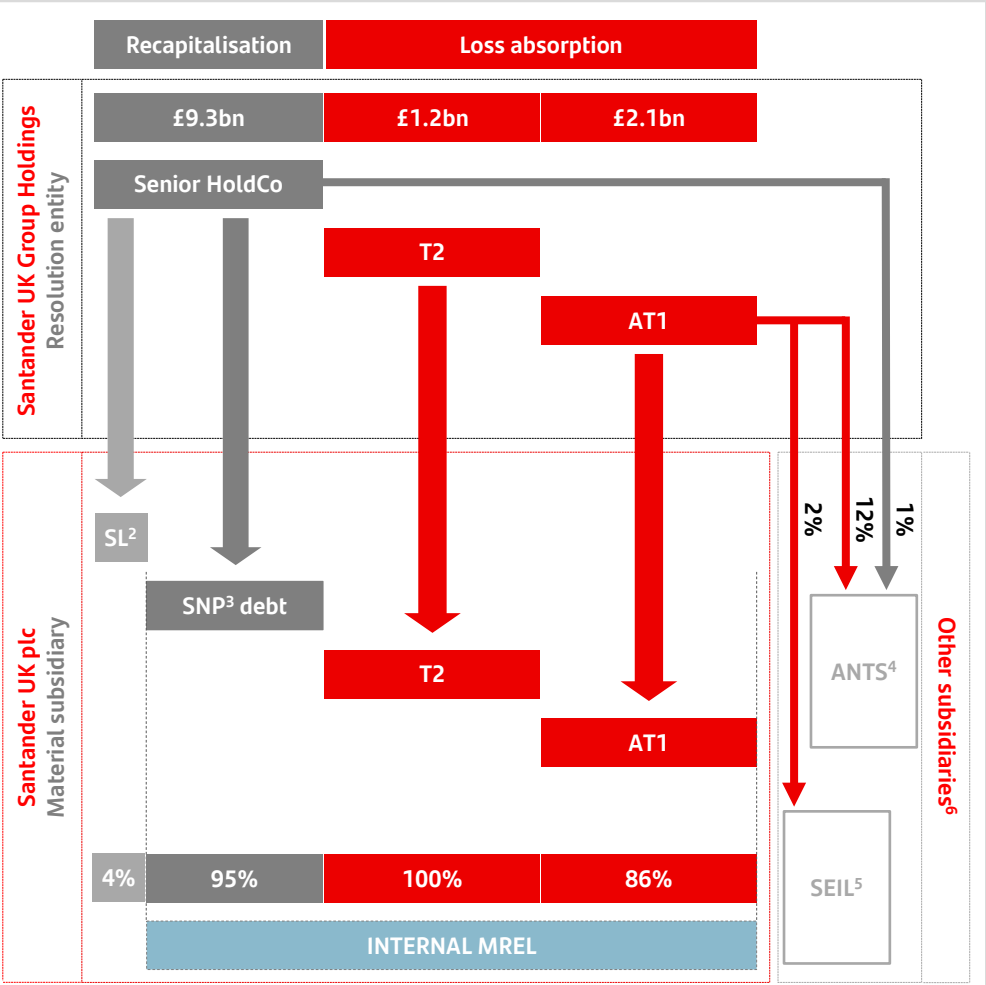 Recapitalisation
Loss absorption
Santander UK Group Holdings
Resolution entity
£9.3bn
£1.2bn
£2.1bn
Senior HoldCo
T2
AT1
2%
12%
1%
Santander UK plc
Material subsidiary
SL²
SNP³ debt
T2
AT1
ANTS⁴
SEIL⁵
Other subsidiaries⁶
4%
95%
100%
86%
INTERNAL MREL